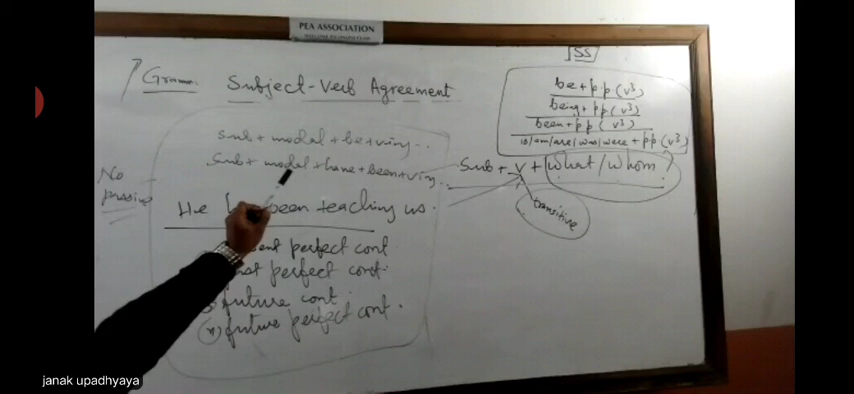 PEA ASSOCIATION
SS
Subject-Verb Agreement
be + pp (v³)
being + pp (v³)
been + pp (v³)
is/am/are/was/were + pp (v³)
sub + modal + be + ving..
sub + modal + have + been + ving..
sub + v + what/whom?
transitive
No
passive
He been teaching us.
perfect cont
perfect cont.
future cont.
future perfect cont.
janak upadhyaya